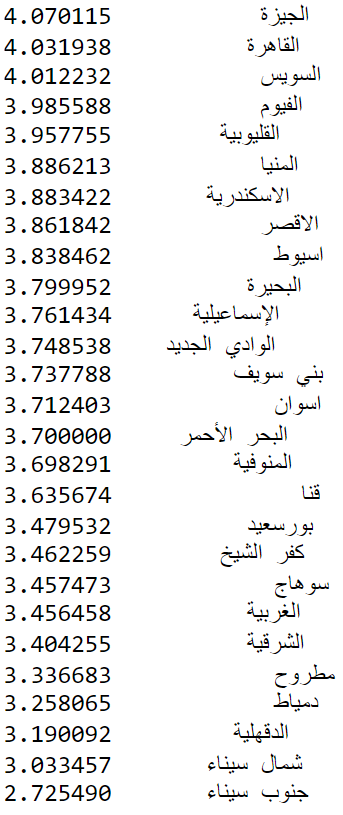 4.070115 الجيزة
4.031938 القاهرة
4.012232 السويس
3.985588 الفيوم
3.957755 القليوبية
3.886213 المنيا
3.883422 الاسكندرية
3.861842 الاقصر
3.838462 اسيوط
3.799952 البحيرة
3.761434 الإسماعيلية
3.748538 الوادي الجديد
3.737788 بني سويف
3.712403 اسوان
3.700000 البحر الأحمر
3.698291 المنوفية
3.635674 قنا
3.479532 بورسعيد
3.462259 كفر الشيخ
3.457473 سوهاج
3.456458 الغربية
3.404255 الشرقية
3.336683 مطروح
3.258065 دمياط
3.190092 الدقهلية
3.033457 شمال سيناء
2.725490 جنوب سيناء